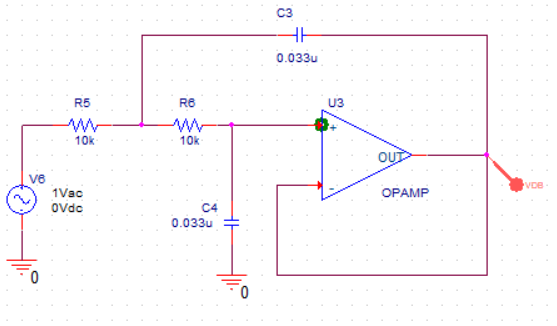 C3
0.033u
R5
10k
R6
10k
U3
+
OUT
-
OPAMP
VDB
V6
1Vac
0Vdc
C4
0.033u
0
0